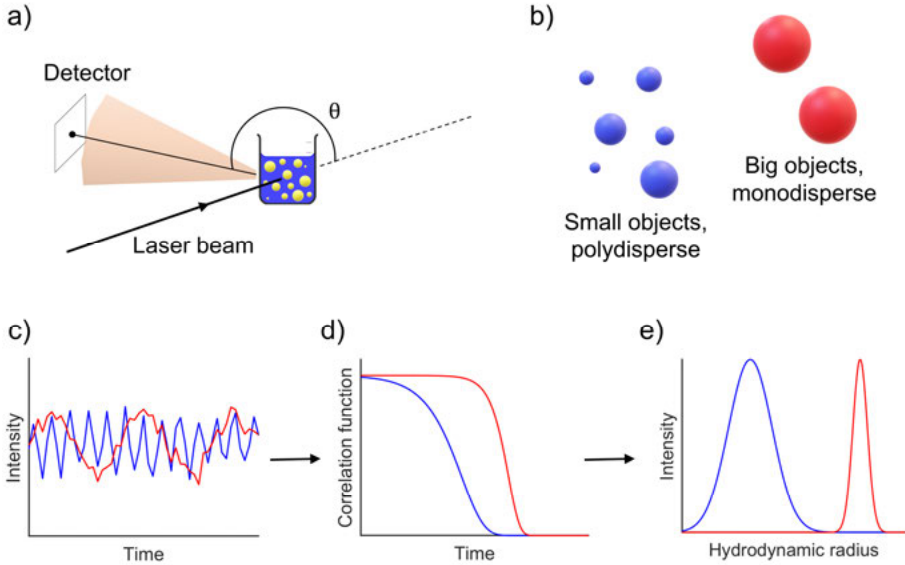 a)
Detector
θ
Laser beam
b)
Small objects,
polydisperse
Big objects,
monodisperse
c)
Intensity
Time
d)
Correlation function
Time
e)
Intensity
Hydrodynamic radius